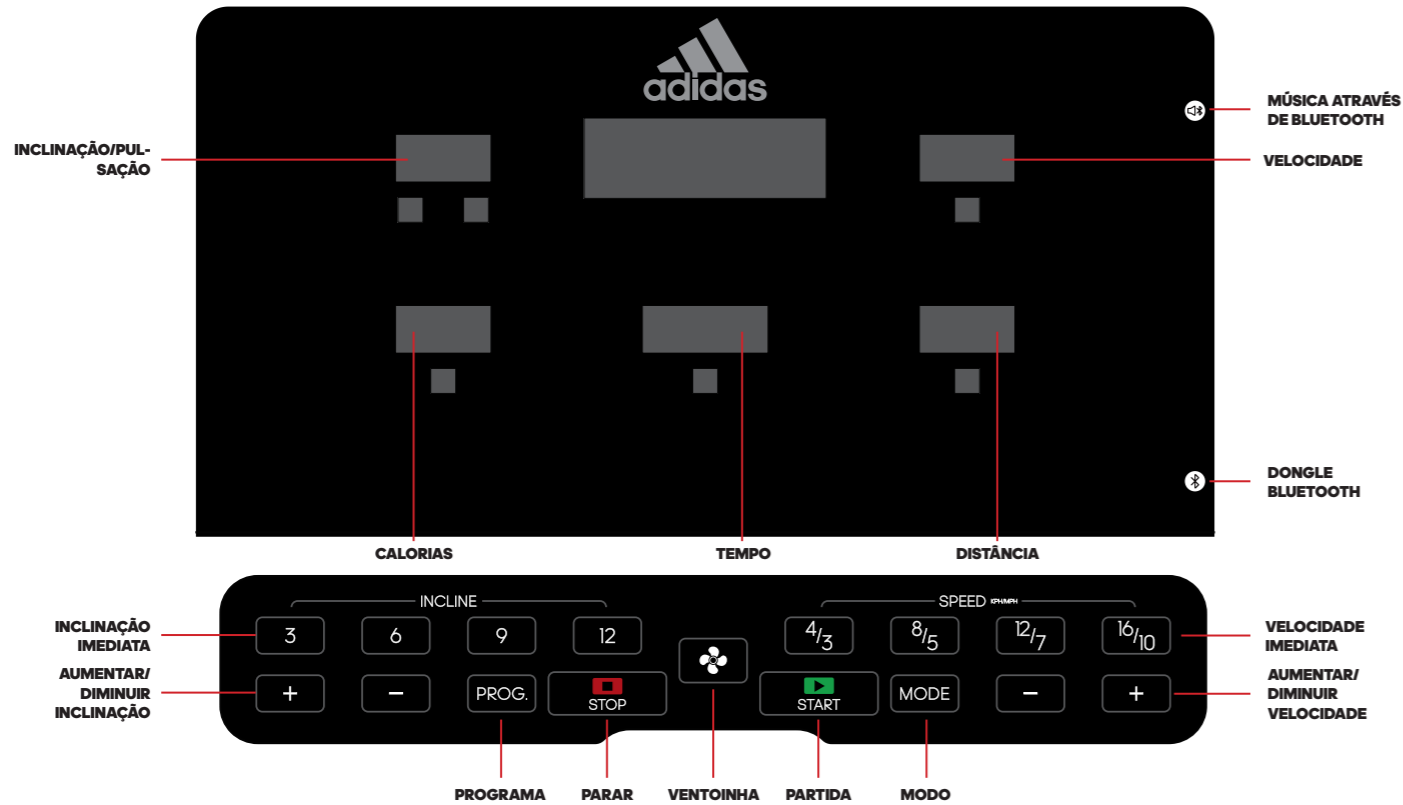 adidas
MÚSICA ATRAVÉS
DE BLUETOOTH
INCLINAÇÃO/PUL-
SAÇÃO
VELOCIDADE
DONGLE
BLUETOOTH
CALORIAS
TEMPO
DISTÂNCIA
INCLINE
SPEED KPH/MPH
INCLINAÇÃO
IMEDIATA
3
6
9
12
4/3
8/5
12/7
16/10
VELOCIDADE
IMEDIATA
AUMENTAR/
DIMINUIR
INCLINAÇÃO
+
−
PROG.
STOP
START
MODE
−
+
AUMENTAR/
DIMINUIR
VELOCIDADE
PROGRAMA
PARAR
VENTOINHA
PARTIDA
MODO